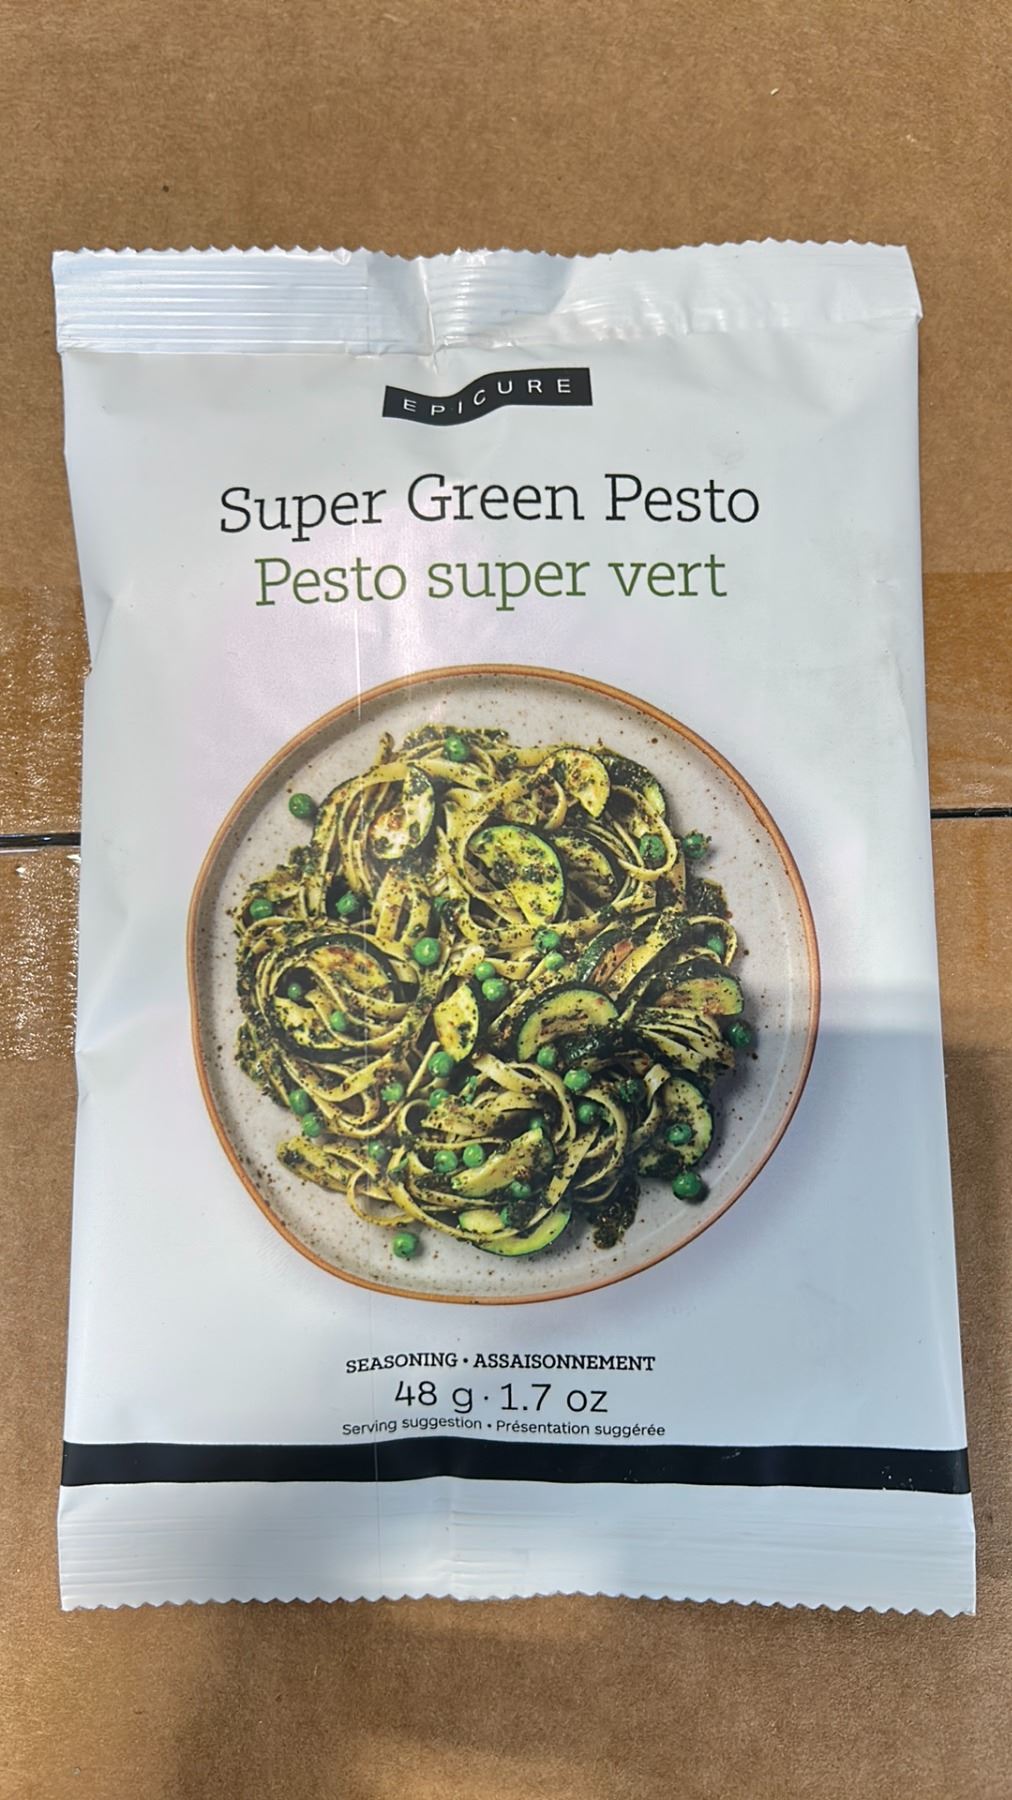 EPICURE
Super Green Pesto
Pesto super vert
SEASONING • ASSAISONNEMENT
48 g · 1.7 oz
Serving suggestion • Présentation suggérée